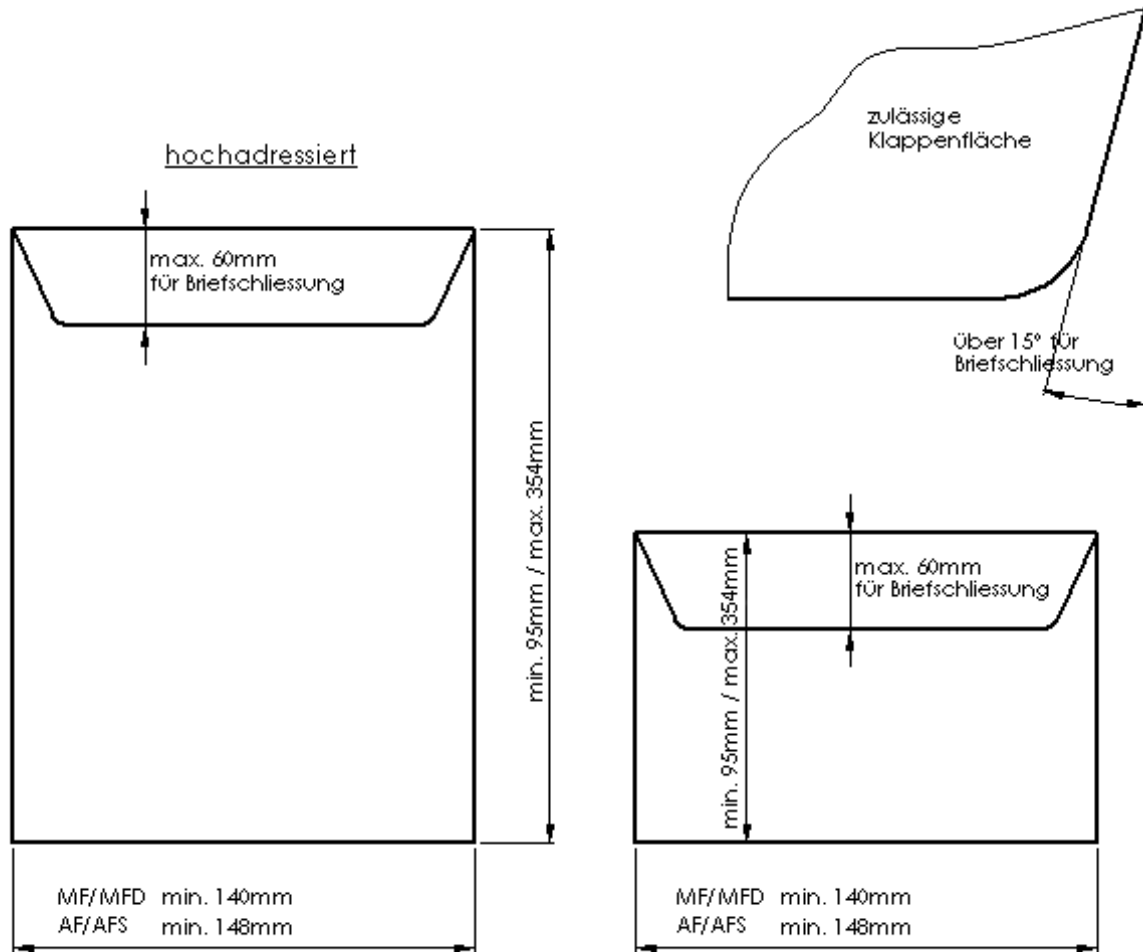 hochadressiert
max. 60mm
für Briefschliessung
min. 95mm / max. 354mm
MF/MFD min. 140mm
AF/AFS min. 148mm
zulässige
Klappenfläche
über 15° für
Briefschliessung
max. 60mm
für Briefschliessung
min. 95mm / max. 354mm
MF/MFD min. 140mm
AF/AFS min. 148mm